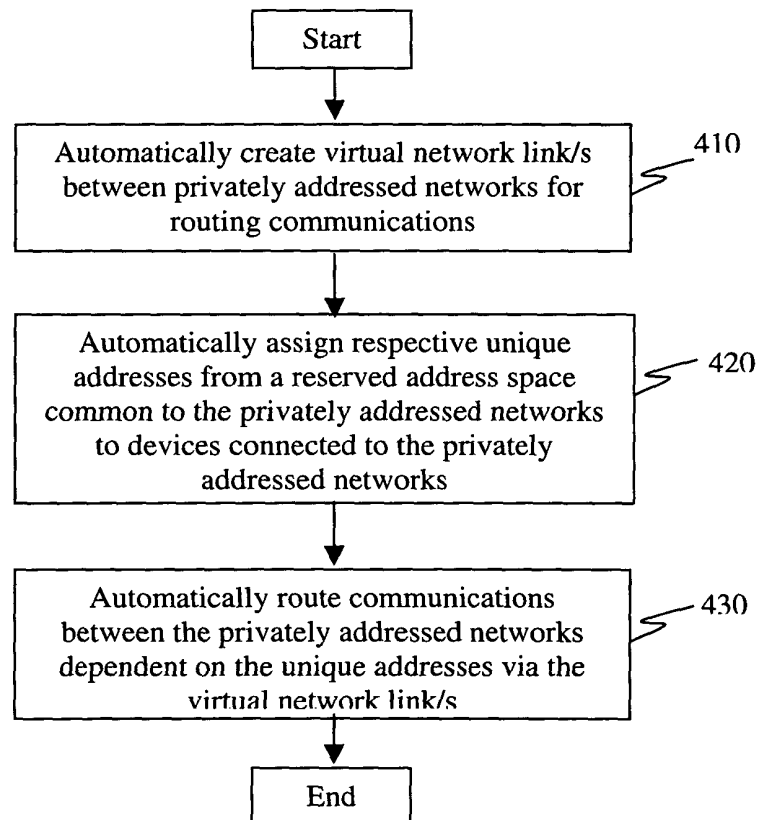 Start
Automatically create virtual network link/s
between privately addressed networks for
routing communications
410
Automatically assign respective unique
addresses from a reserved address space
common to the privately addressed networks
to devices connected to the privately
addressed networks
420
Automatically route communications
between the privately addressed networks
dependent on the unique addresses via the
virtual network link/s
430
End